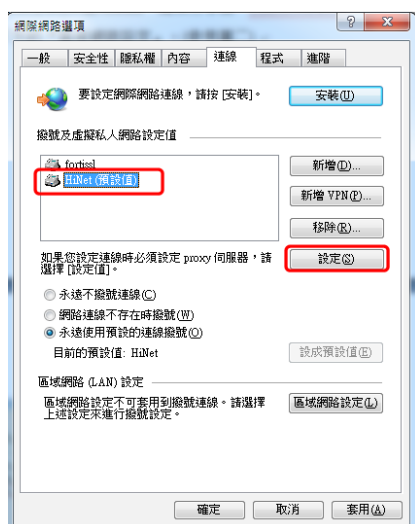 網際網路選項
一般 安全性 隱私權 內容 連線 程式 進階
要設定網際網路連線，請按 [安裝]。
安裝(U)
撥號及虛擬私人網路設定值
fortissl
HiNet (預設值)
新增(D)...
新增 VPN(P)...
移除(R)...
如果您設定連線時必須設定 proxy 伺服器，請
選擇 [設定值]。
設定(S)
永遠不撥號連線(C)
網路連線不存在時撥號(W)
永遠使用預設的連線撥號(O)
目前的預設值: HiNet
設成預設值(E)
區域網路 (LAN) 設定
區域網路設定不可套用到撥號連線。請選擇
上述設定來進行撥號設定。
區域網路設定(L)
確定 取消 套用(A)